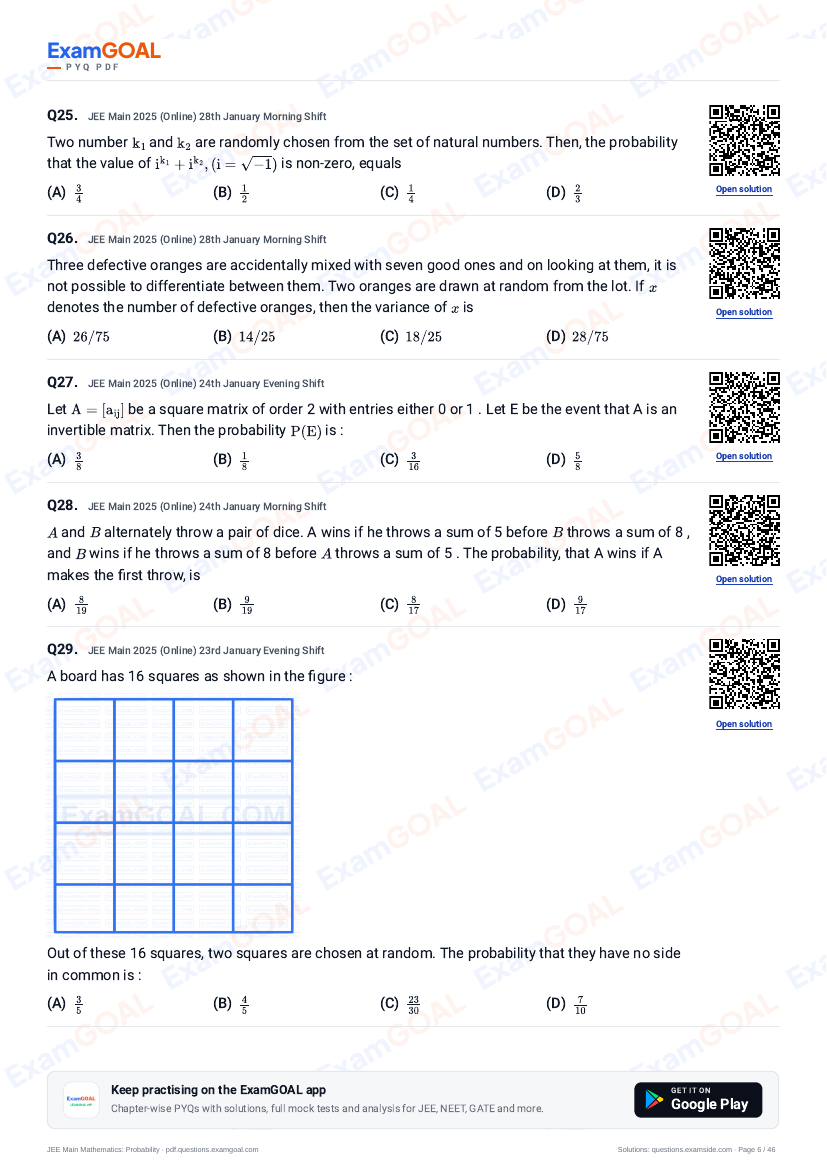 ExamGOAL
PYQ PDF
Q25. JEE Main 2025 (Online) 28th January Morning Shift
Two number k₁ and k₂ are randomly chosen from the set of natural numbers. Then, the probability
that the value of i^{k₁} + i^{k₂}, (i = √−1) is non-zero, equals
(A) 3/4 (B) 1/2 (C) 1/4 (D) 2/3
Open solution
Q26. JEE Main 2025 (Online) 28th January Morning Shift
Three defective oranges are accidentally mixed with seven good ones and on looking at them, it is
not possible to differentiate between them. Two oranges are drawn at random from the lot. If x
denotes the number of defective oranges, then the variance of x is
(A) 26/75 (B) 14/25 (C) 18/25 (D) 28/75
Open solution
Q27. JEE Main 2025 (Online) 24th January Evening Shift
Let A = [a_{ij}] be a square matrix of order 2 with entries either 0 or 1 . Let E be the event that A is an
invertible matrix. Then the probability P(E) is :
(A) 3/8 (B) 1/8 (C) 3/16 (D) 5/8
Open solution
Q28. JEE Main 2025 (Online) 24th January Morning Shift
A and B alternately throw a pair of dice. A wins if he throws a sum of 5 before B throws a sum of 8 ,
and B wins if he throws a sum of 8 before A throws a sum of 5 . The probability, that A wins if A
makes the first throw, is
(A) 8/19 (B) 9/19 (C) 8/17 (D) 9/17
Open solution
Q29. JEE Main 2025 (Online) 23rd January Evening Shift
A board has 16 squares as shown in the figure :
Open solution
ExamGOAL.COM
Out of these 16 squares, two squares are chosen at random. The probability that they have no side
in common is :
(A) 3/5 (B) 4/5 (C) 23/30 (D) 7/10
ExamGOAL
Keep practising on the ExamGOAL app
Chapter-wise PYQs with solutions, full mock tests and analysis for JEE, NEET, GATE and more.
GET IT ON
Google Play
JEE Main Mathematics: Probability · pdf.questions.examgoal.com
Solutions: questions.examside.com · Page 6 / 46